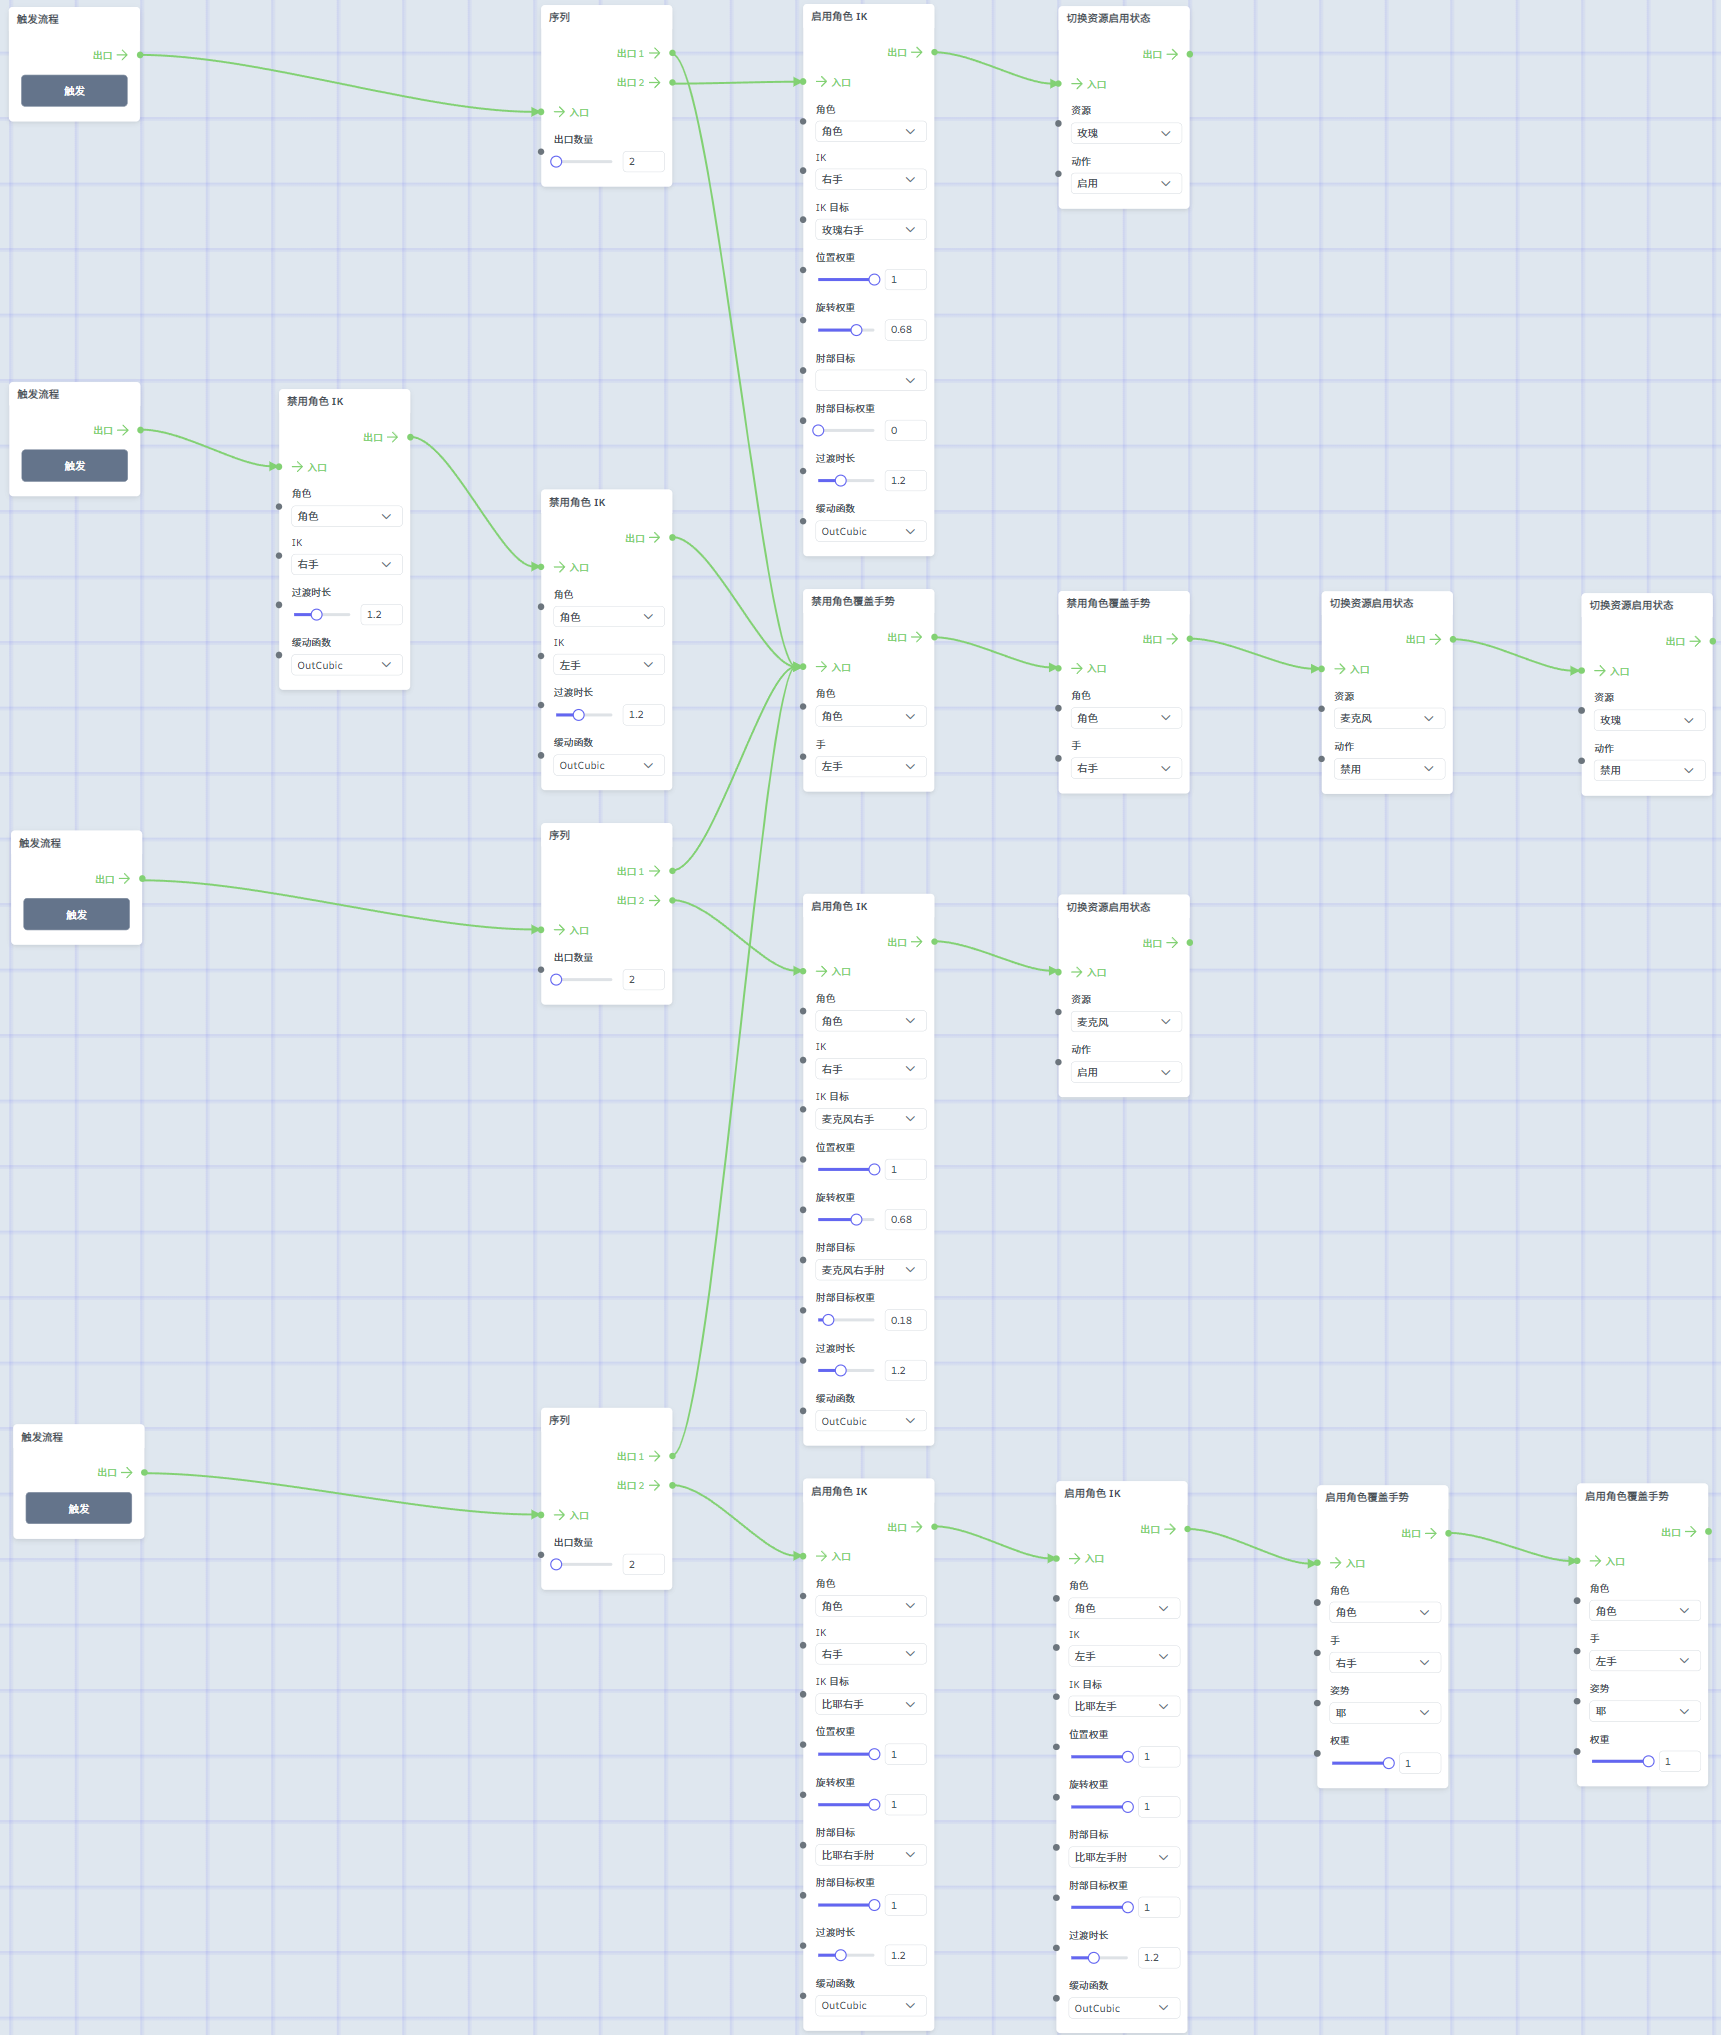 触发流程
出口
触发
序列
出口 1
出口 2
入口
出口数量
2
启用角色 IK
出口
入口
角色
角色
IK
右手
IK 目标
玫瑰右手
位置权重
1
旋转权重
0.68
肘部目标
肘部目标权重
0
过渡时长
1.2
缓动函数
OutCubic
切换资源启用状态
出口
入口
资源
玫瑰
动作
启用
触发流程
出口
触发
禁用角色 IK
出口
入口
角色
角色
IK
右手
过渡时长
1.2
缓动函数
OutCubic
禁用角色 IK
出口
入口
角色
角色
IK
左手
过渡时长
1.2
缓动函数
OutCubic
禁用角色覆盖手势
出口
入口
角色
角色
手
左手
禁用角色覆盖手势
出口
入口
角色
角色
手
右手
切换资源启用状态
出口
入口
资源
麦克风
动作
禁用
切换资源启用状态
出口
入口
资源
玫瑰
动作
禁用
触发流程
出口
触发
序列
出口 1
出口 2
入口
出口数量
2
启用角色 IK
出口
入口
角色
角色
IK
右手
IK 目标
麦克风右手
位置权重
1
旋转权重
0.68
肘部目标
麦克风右手肘
肘部目标权重
0.18
过渡时长
1.2
缓动函数
OutCubic
切换资源启用状态
出口
入口
资源
麦克风
动作
启用
触发流程
出口
触发
序列
出口 1
出口 2
入口
出口数量
2
启用角色 IK
出口
入口
角色
角色
IK
右手
IK 目标
比耶右手
位置权重
1
旋转权重
1
肘部目标
比耶右手肘
肘部目标权重
1
过渡时长
1.2
缓动函数
OutCubic
启用角色 IK
出口
入口
角色
角色
IK
左手
IK 目标
比耶左手
位置权重
1
旋转权重
1
肘部目标
比耶左手肘
肘部目标权重
1
过渡时长
1.2
缓动函数
OutCubic
启用角色覆盖手势
出口
入口
角色
角色
手
右手
姿势
耶
权重
1
启用角色覆盖手势
出口
入口
角色
角色
手
左手
姿势
耶
权重
1